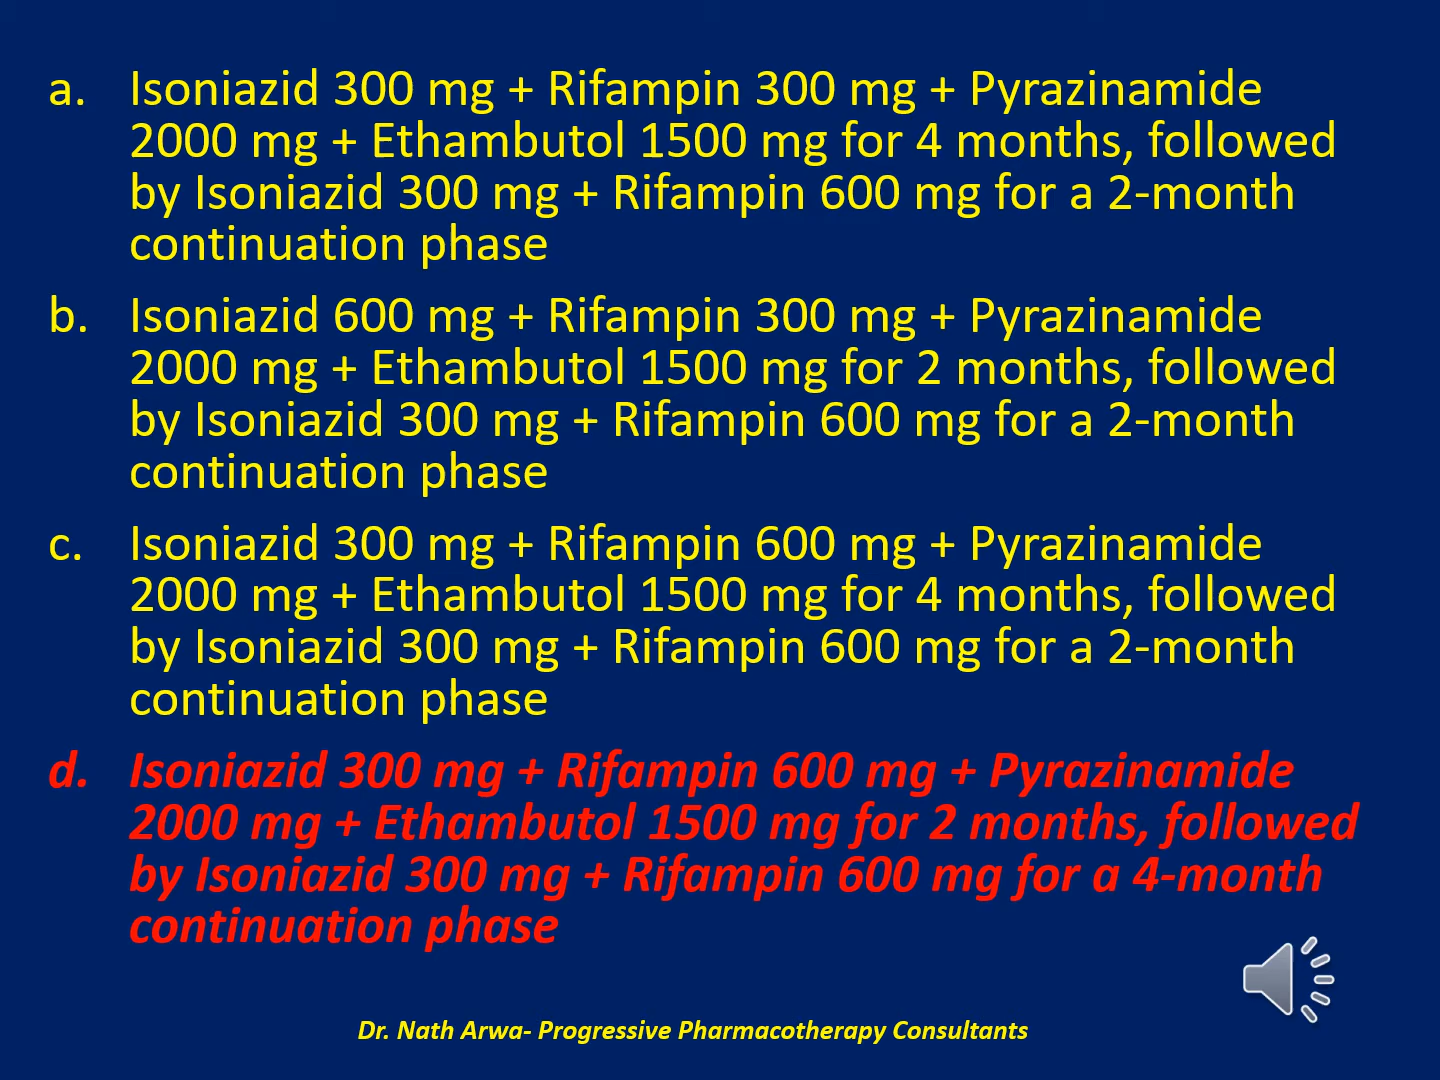 a. Isoniazid 300 mg + Rifampin 300 mg + Pyrazinamide
2000 mg + Ethambutol 1500 mg for 4 months, followed
by Isoniazid 300 mg + Rifampin 600 mg for a 2-month
continuation phase
b. Isoniazid 600 mg + Rifampin 300 mg + Pyrazinamide
2000 mg + Ethambutol 1500 mg for 2 months, followed
by Isoniazid 300 mg + Rifampin 600 mg for a 2-month
continuation phase
c. Isoniazid 300 mg + Rifampin 600 mg + Pyrazinamide
2000 mg + Ethambutol 1500 mg for 4 months, followed
by Isoniazid 300 mg + Rifampin 600 mg for a 2-month
continuation phase
d. Isoniazid 300 mg + Rifampin 600 mg + Pyrazinamide
2000 mg + Ethambutol 1500 mg for 2 months, followed
by Isoniazid 300 mg + Rifampin 600 mg for a 4-month
continuation phase
Dr. Nath Arwa- Progressive Pharmacotherapy Consultants